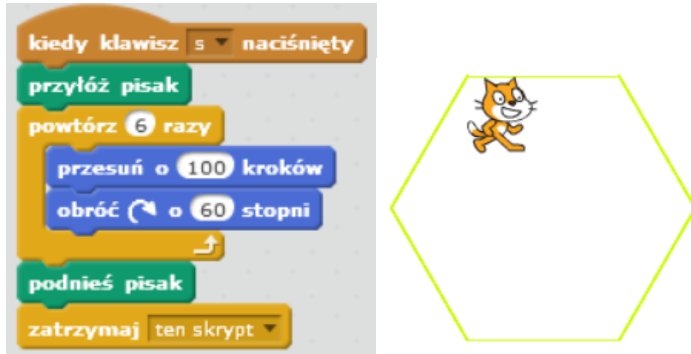 kiedy klawisz s naciśnięty
przyłóż pisak
powtórz 6 razy
przesuń o 100 kroków
obróć o 60 stopni
podnieś pisak
zatrzymaj ten skrypt